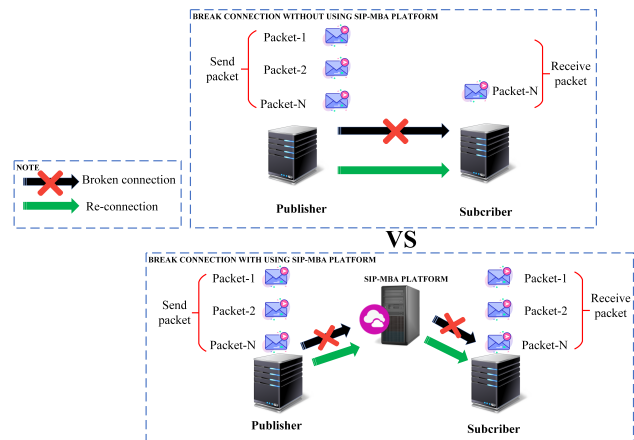 BREAK CONNECTION WITHOUT USING SIP-MBA PLATFORM
Packet-1
Send
packet
Packet-2
Packet-N
Receive
packet
Packet-N
Publisher
Subcriber
NOTE
Broken connection
Re-connection
VS
BREAK CONNECTION WITH USING SIP-MBA PLATFORM
Packet-1
Send
packet
Packet-2
Packet-N
SIP-MBA PLATFORM
Packet-1
Packet-2
Packet-N
Receive
packet
Publisher
Subcriber